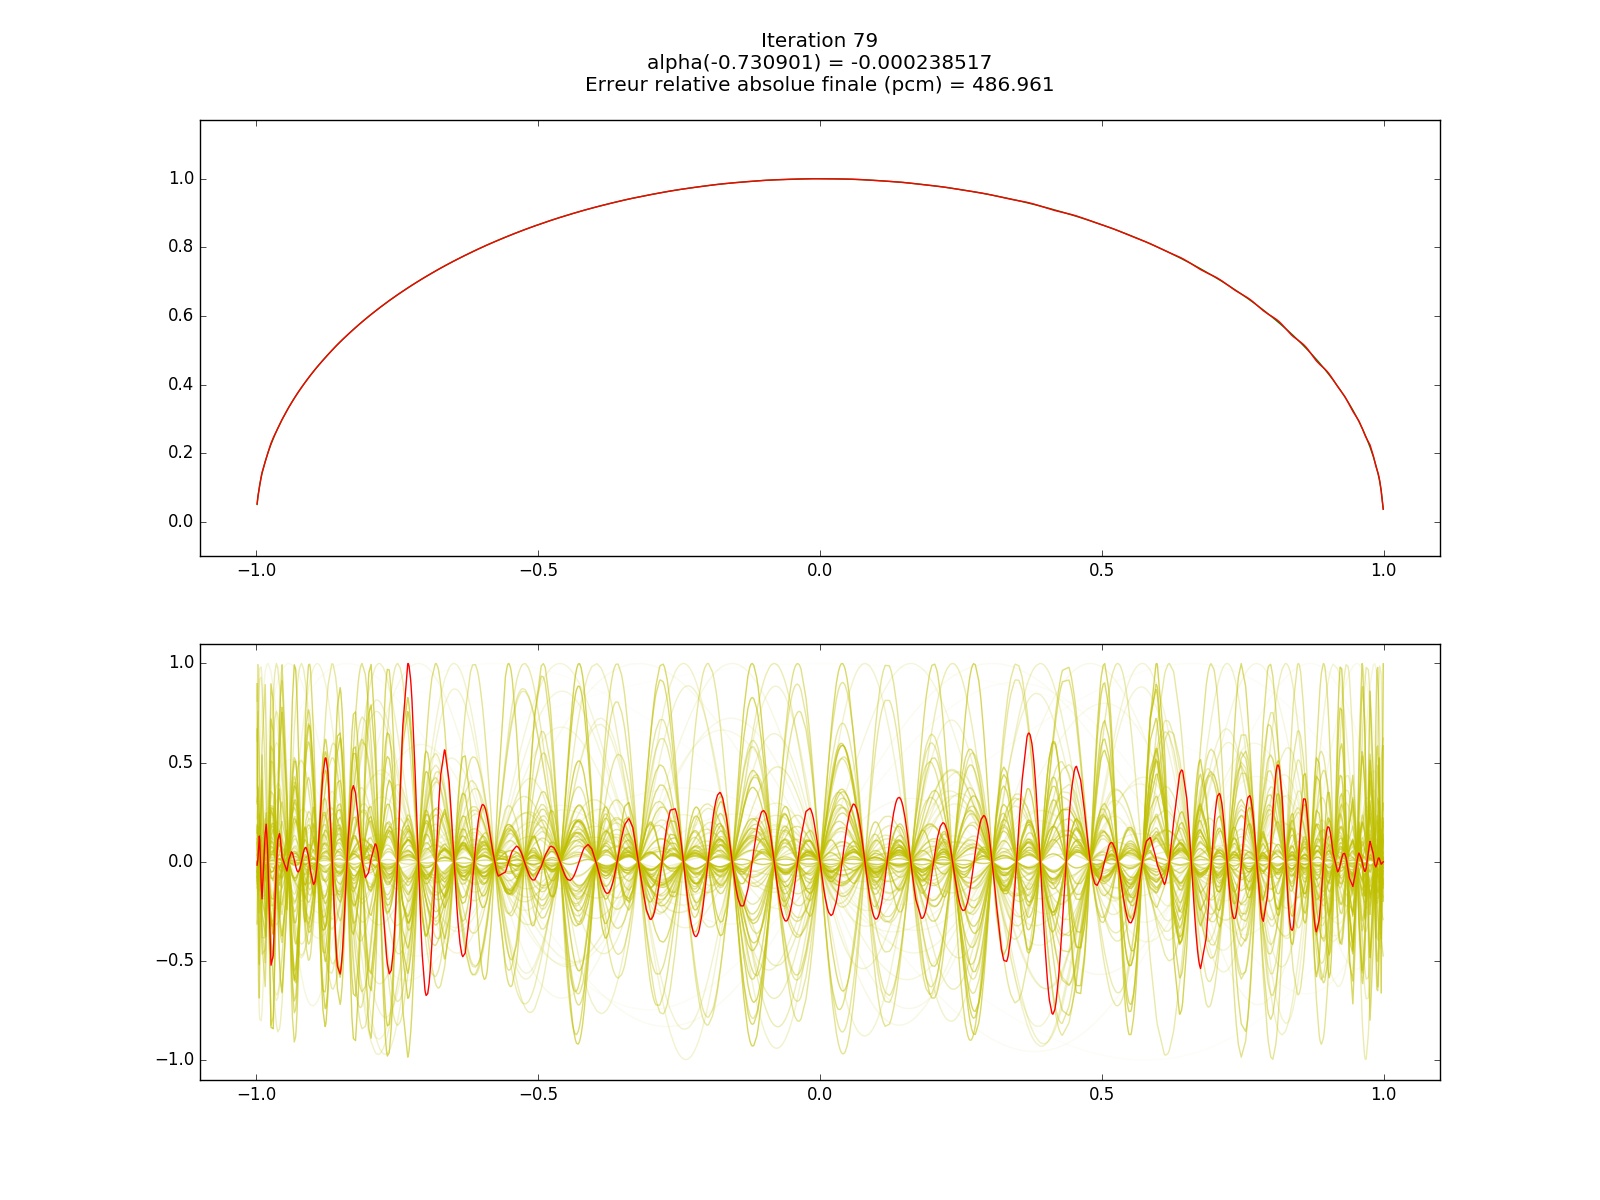 Iteration 79
alpha(-0.730901) = -0.000238517
Erreur relative absolue finale (pcm) = 486.961
1.0
0.8
0.6
0.4
0.2
0.0
−1.0 −0.5 0.0 0.5 1.0
1.0
0.5
0.0
−0.5
−1.0
−1.0 −0.5 0.0 0.5 1.0